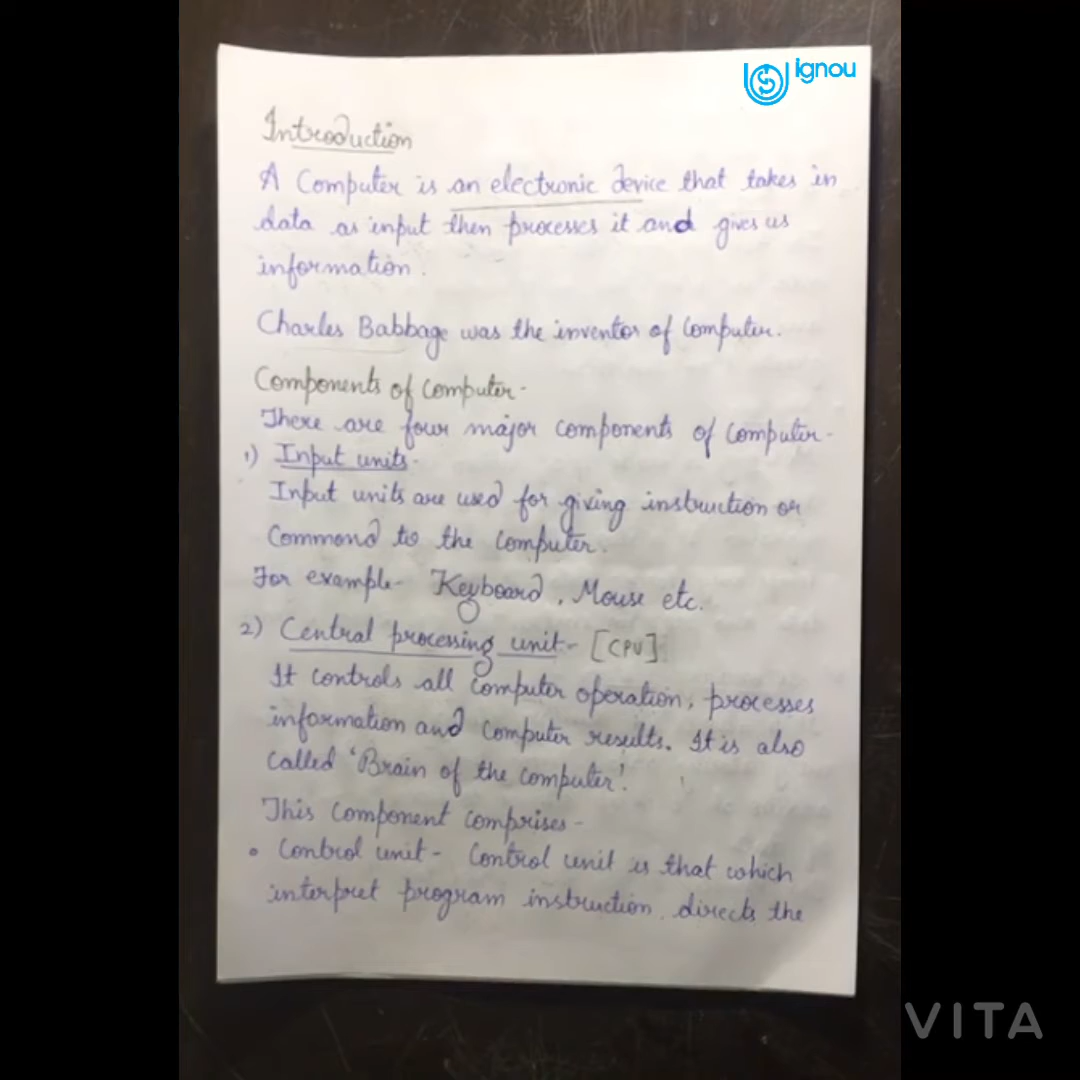 ignou
Introduction
A Computer is an electronic device that takes in
data as input then processes it and gives us
information.
Charles Babbage was the inventor of Computer.
Components of Computer -
There are four major components of Computer -
1) Input units -
Input units are used for giving instruction or
Commond to the computer.
For example - Keyboard, Mouse etc.
2) Central processing unit - [CPU]
It controls all computer operation, processes
information and computer results. It is also
called 'Brain of the computer'.
This component comprises -
• Control unit - Control unit is that which
interpret program instruction, directs the
VITA